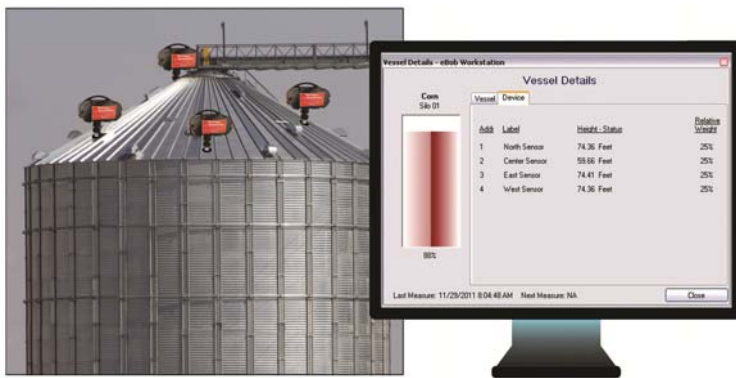 Vessel Details - eBob Workstation
Vessel Details
Corn
Silo 01
Vessel Device
Addr Label Height - Status Relative Weight
1 North Sensor 74.36 Feet 25%
2 Center Sensor 59.66 Feet 25%
3 East Sensor 74.41 Feet 25%
4 West Sensor 74.36 Feet 25%
88%
Last Measure: 11/29/2011 8:04:48 AM Next Measure: NA
Close